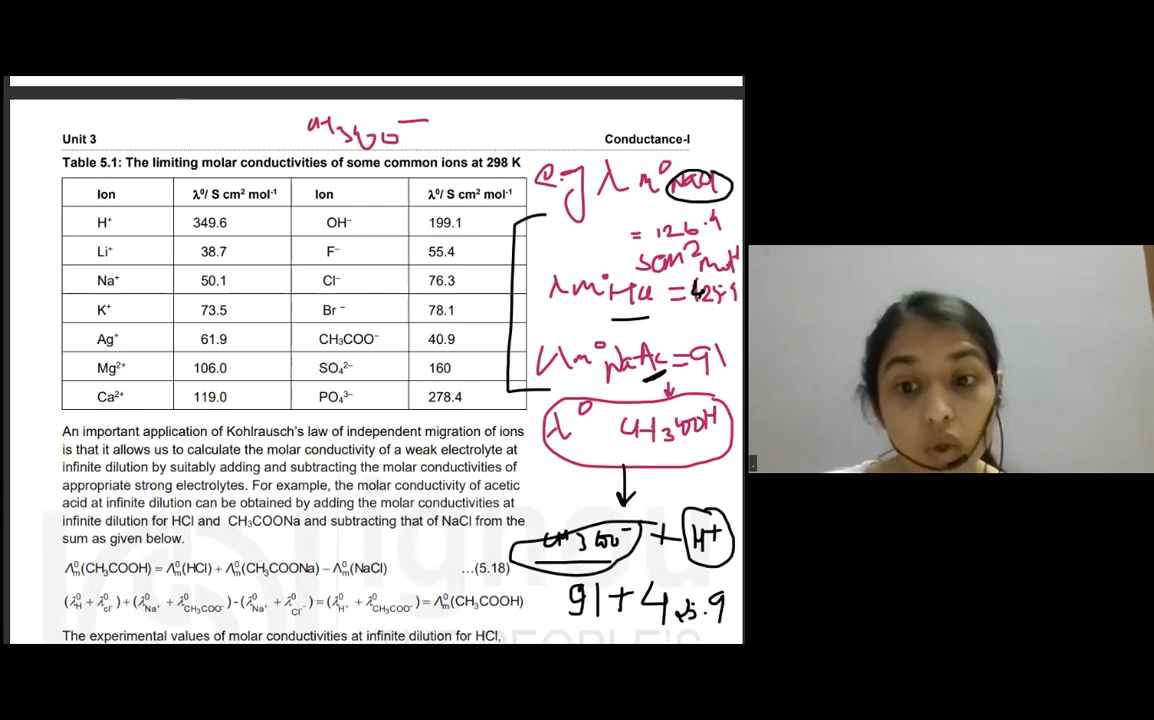 CH3COO⁻
Unit 3 Conductance-I
Table 5.1: The limiting molar conductivities of some common ions at 298 K
Ion λ⁰/ S cm² mol⁻¹ Ion λ⁰/ S cm² mol⁻¹
H⁺ 349.6 OH⁻ 199.1
Li⁺ 38.7 F⁻ 55.4
Na⁺ 50.1 Cl⁻ 76.3
K⁺ 73.5 Br⁻ 78.1
Ag⁺ 61.9 CH₃COO⁻ 40.9
Mg²⁺ 106.0 SO₄²⁻ 160
Ca²⁺ 119.0 PO₄³⁻ 278.4
An important application of Kohlrausch's law of independent migration of ions
is that it allows us to calculate the molar conductivity of a weak electrolyte at
infinite dilution by suitably adding and subtracting the molar conductivities of
appropriate strong electrolytes. For example, the molar conductivity of acetic
acid at infinite dilution can be obtained by adding the molar conductivities at
infinite dilution for HCl and CH₃COONa and subtracting that of NaCl from the
sum as given below.
Λ⁰m(CH₃COOH) = Λ⁰m(HCl) + Λ⁰m(CH₃COONa) – Λ⁰m(NaCl) ...(5.18)
(λ⁰H⁺ + λ⁰Cl⁻) + (λ⁰Na⁺ + λ⁰CH₃COO⁻) - (λ⁰Na⁺ + λ⁰Cl⁻) = (λ⁰H⁺ + λ⁰CH₃COO⁻) = Λ⁰m(CH₃COOH)
The experimental values of molar conductivities at infinite dilution for HCl,
e.g λm⁰ NaCl
= 126.4
Scm² mol⁻¹
λm⁰ HCl = 425.9
λm⁰ NaAc = 91
λ⁰ CH3COOH
CH3COO⁻ + H⁺
91 + 425.9